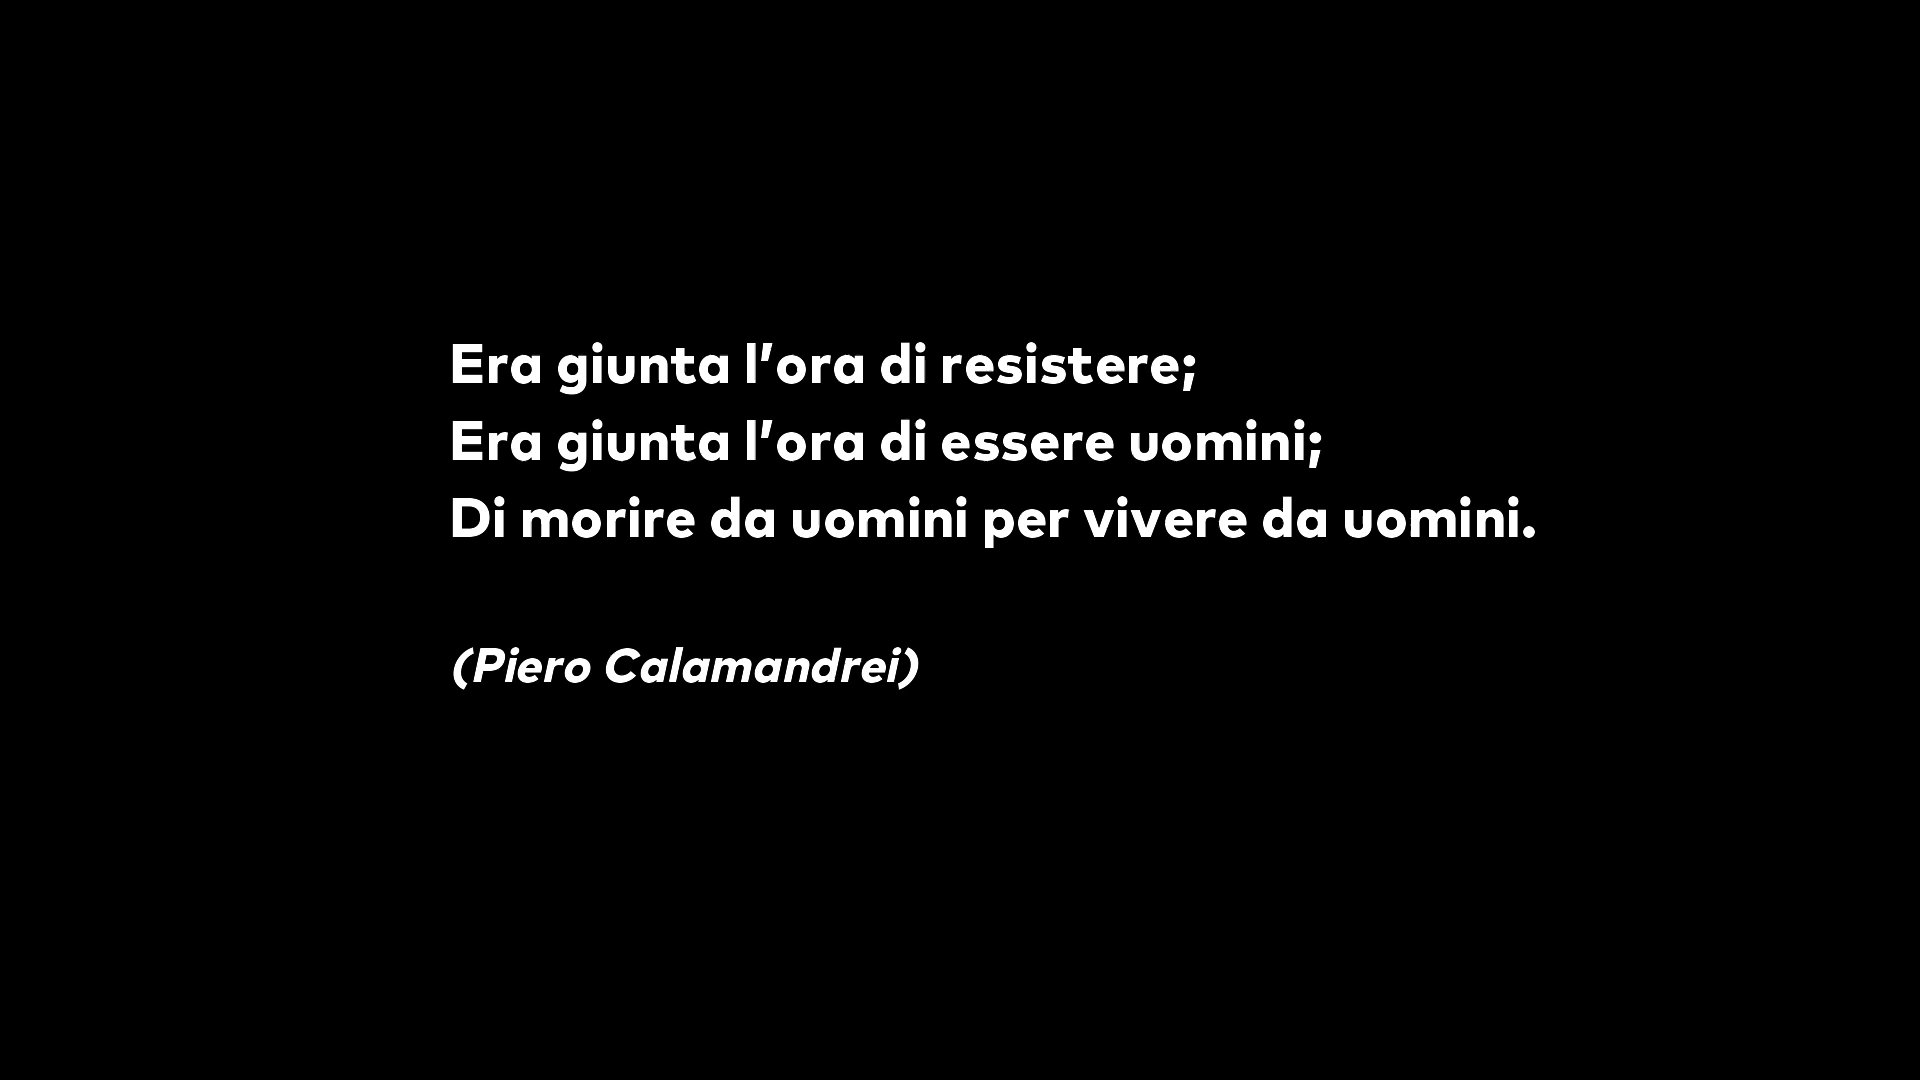 Era giunta l’ora di resistere;
Era giunta l’ora di essere uomini;
Di morire da uomini per vivere da uomini.
(Piero Calamandrei)